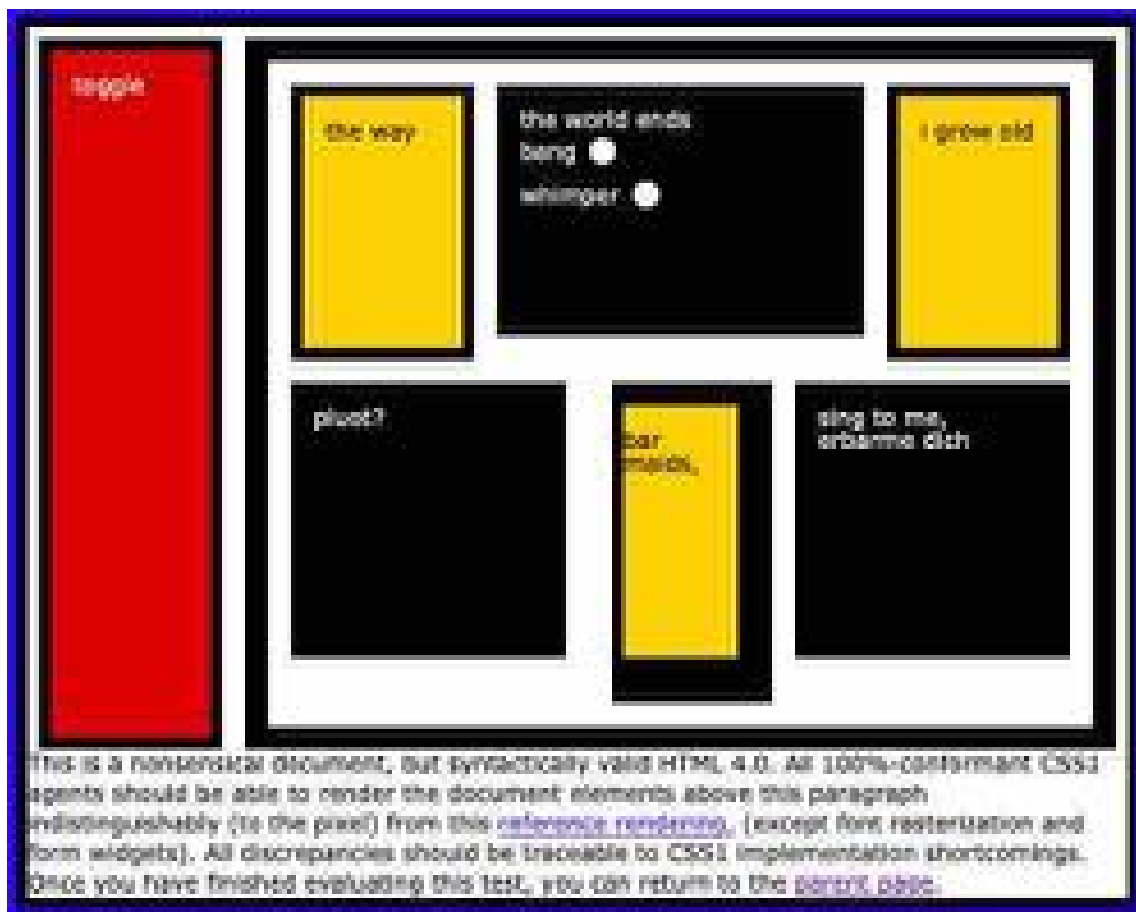 toggle
the way
the world ends
bang
whimper
i grow old
pluot?
bar
maids,
sing to me,
erbarme dich
This is a nonsensical document, but syntactically valid HTML 4.0. All 100%-conformant CSS1
agents should be able to render the document elements above this paragraph
indistinguishably (to the pixel) from this reference rendering, (except font rasterization and
form widgets). All discrepancies should be traceable to CSS1 implementation shortcomings.
Once you have finished evaluating this test, you can return to the parent page.